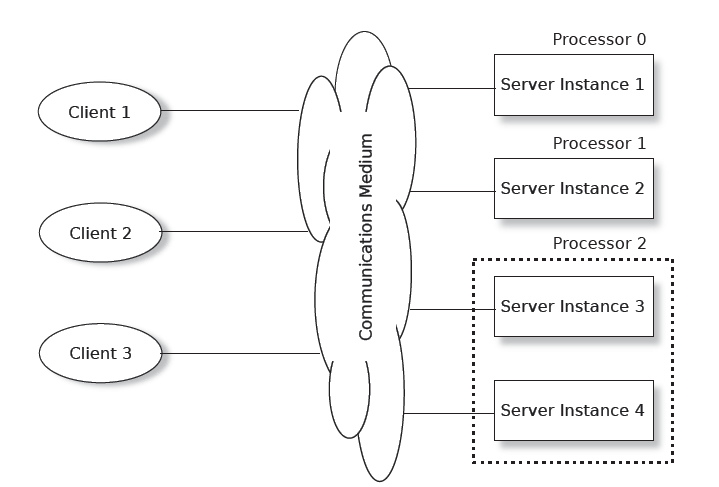 Processor 0
Server Instance 1
Client 1
Processor 1
Communications Medium
Server Instance 2
Client 2
Processor 2
Server Instance 3
Client 3
Server Instance 4